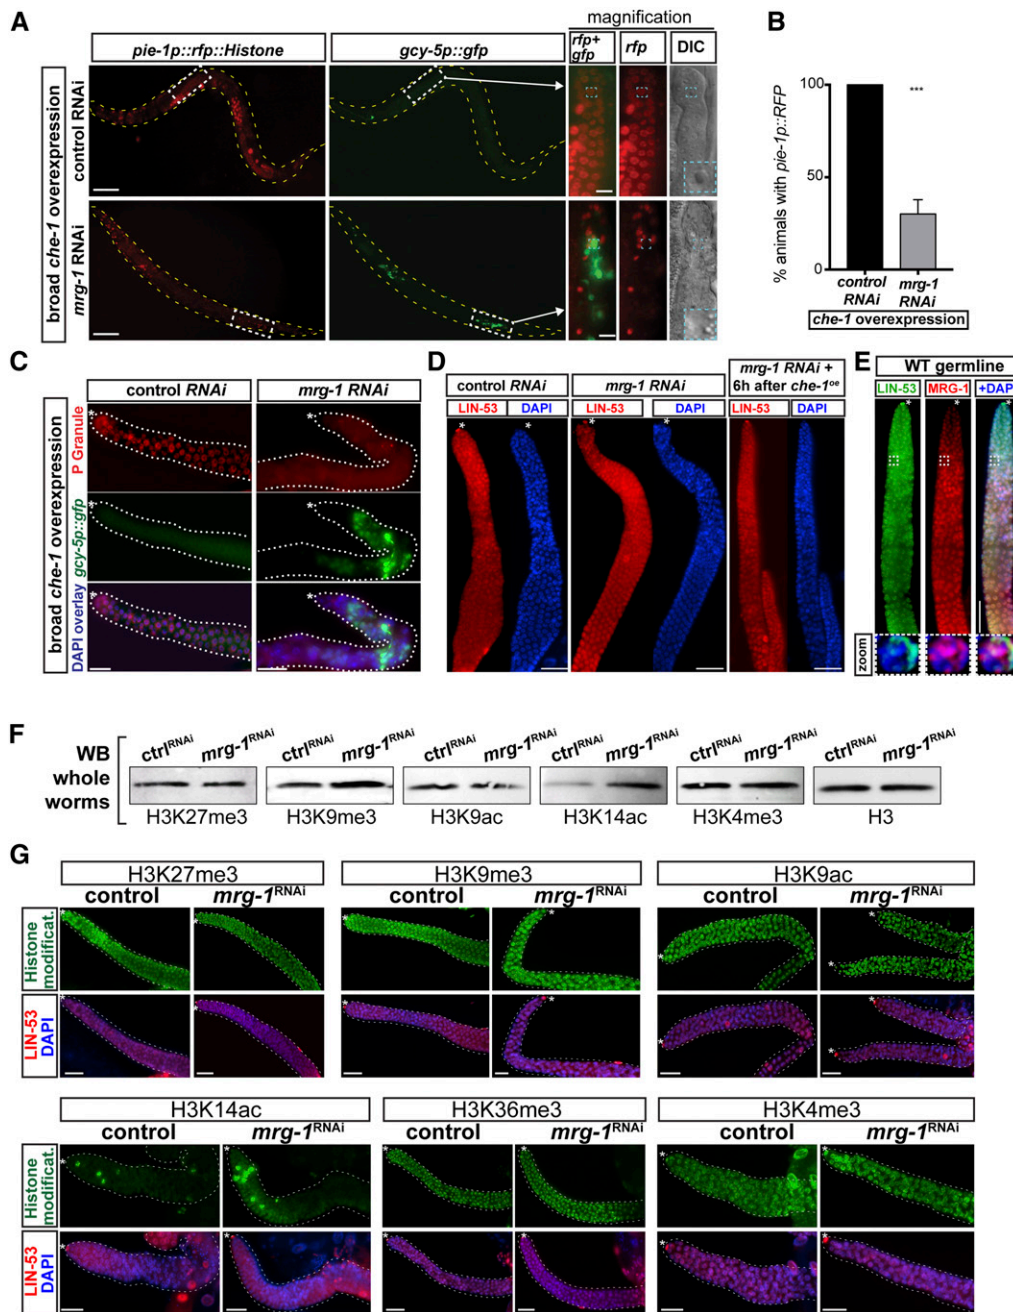 A
magnification
pie-1p::rfp::Histone
gcy-5p::gfp
rfp+
gfp
rfp
DIC
broad che-1 overexpression
control RNAi
mrg-1 RNAi
B
% animals with pie-1p::RFP
100
50
0
***
control
RNAi
mrg-1
RNAi
che-1 overexpression
C
control RNAi
mrg-1 RNAi
broad che-1 overexpression
P Granule
gcy-5p::gfp
DAPI overlay
*
*
*
*
*
*
D
control RNAi
mrg-1 RNAi
mrg-1 RNAi +
6h after che-1oe
LIN-53
DAPI
LIN-53
DAPI
LIN-53
DAPI
*
*
*
*
E
WT germline
LIN-53
MRG-1
+DAP
*
*
*
zoom
F
WB
whole
worms
ctrlRNAi
mrg-1RNAi
ctrlRNAi
mrg-1RNAi
ctrlRNAi
mrg-1RNAi
ctrlRNAi
mrg-1RNAi
ctrlRNAi
mrg-1RNAi
ctrlRNAi
mrg-1RNAi
H3K27me3
H3K9me3
H3K9ac
H3K14ac
H3K4me3
H3
G
H3K27me3
H3K9me3
H3K9ac
control
mrg-1RNAi
control
mrg-1RNAi
control
mrg-1RNAi
Histone
modificat.
LIN-53
DAPI
H3K14ac
H3K36me3
H3K4me3
control
mrg-1RNAi
control
mrg-1RNAi
control
mrg-1RNAi
Histone
modificat.
LIN-53
DAPI